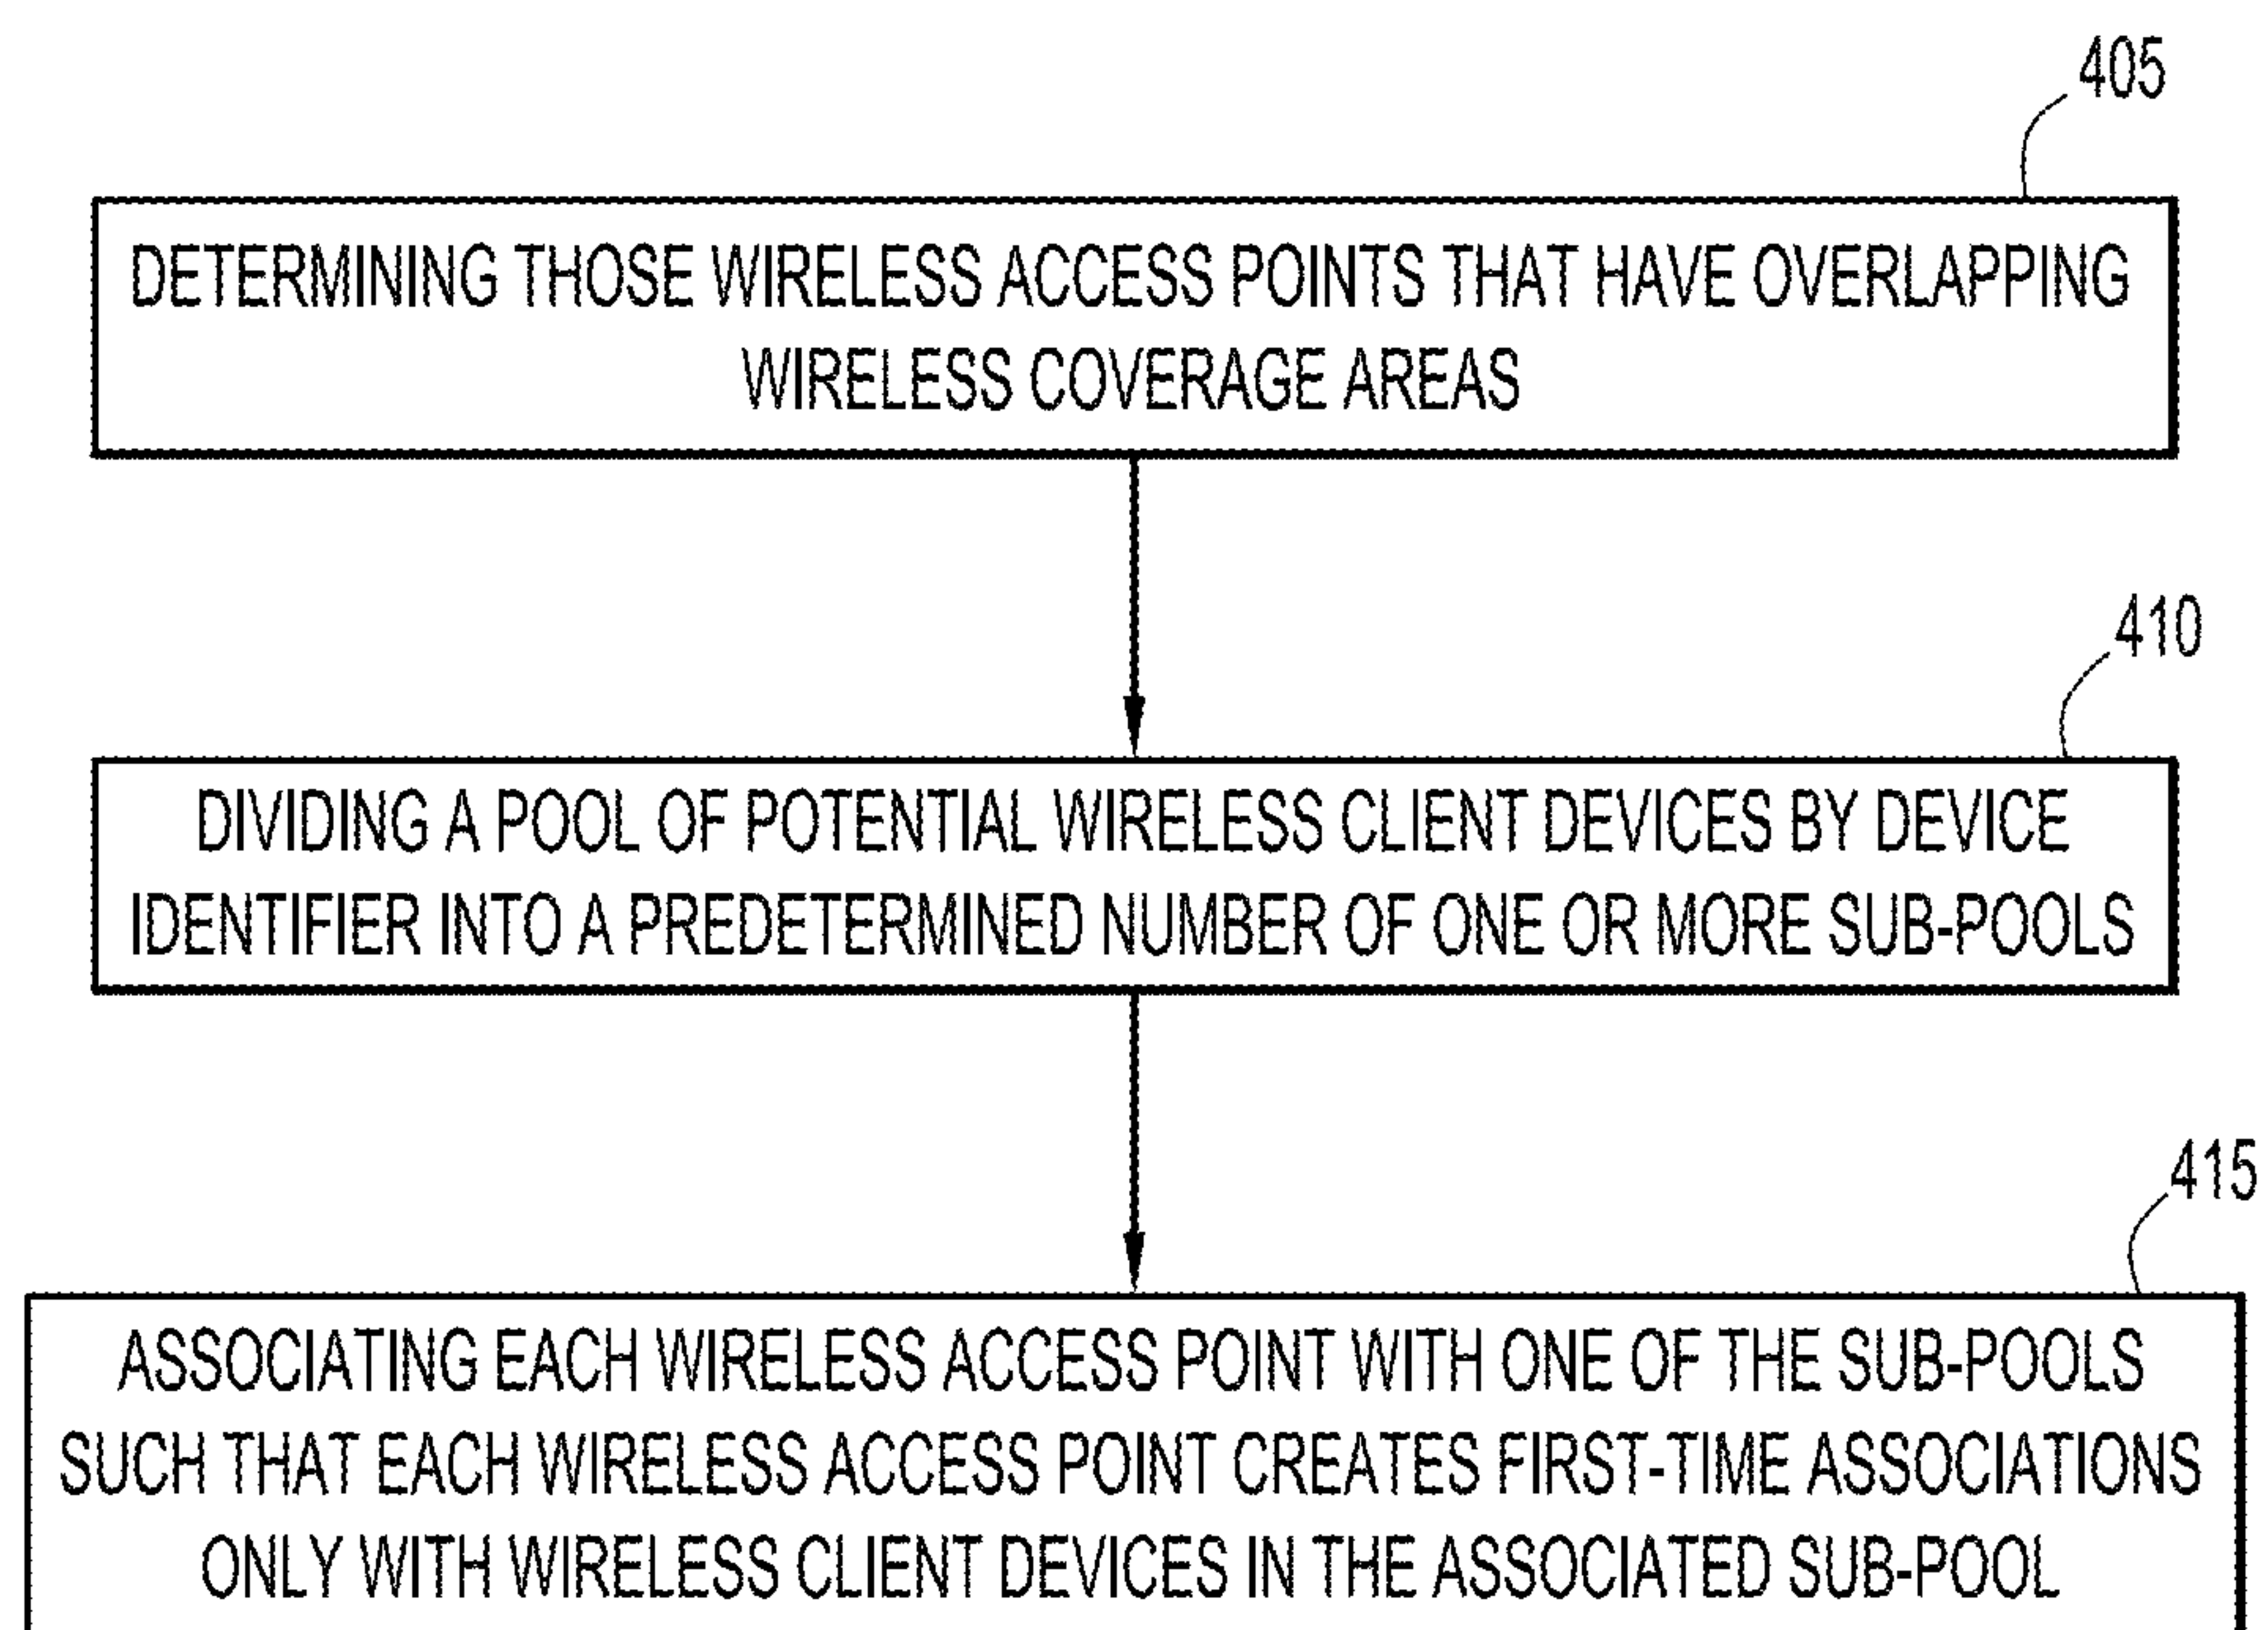 405
DETERMINING THOSE WIRELESS ACCESS POINTS THAT HAVE OVERLAPPING
WIRELESS COVERAGE AREAS
410
DIVIDING A POOL OF POTENTIAL WIRELESS CLIENT DEVICES BY DEVICE
IDENTIFIER INTO A PREDETERMINED NUMBER OF ONE OR MORE SUB-POOLS
415
ASSOCIATING EACH WIRELESS ACCESS POINT WITH ONE OF THE SUB-POOLS
SUCH THAT EACH WIRELESS ACCESS POINT CREATES FIRST-TIME ASSOCIATIONS
ONLY WITH WIRELESS CLIENT DEVICES IN THE ASSOCIATED SUB-POOL